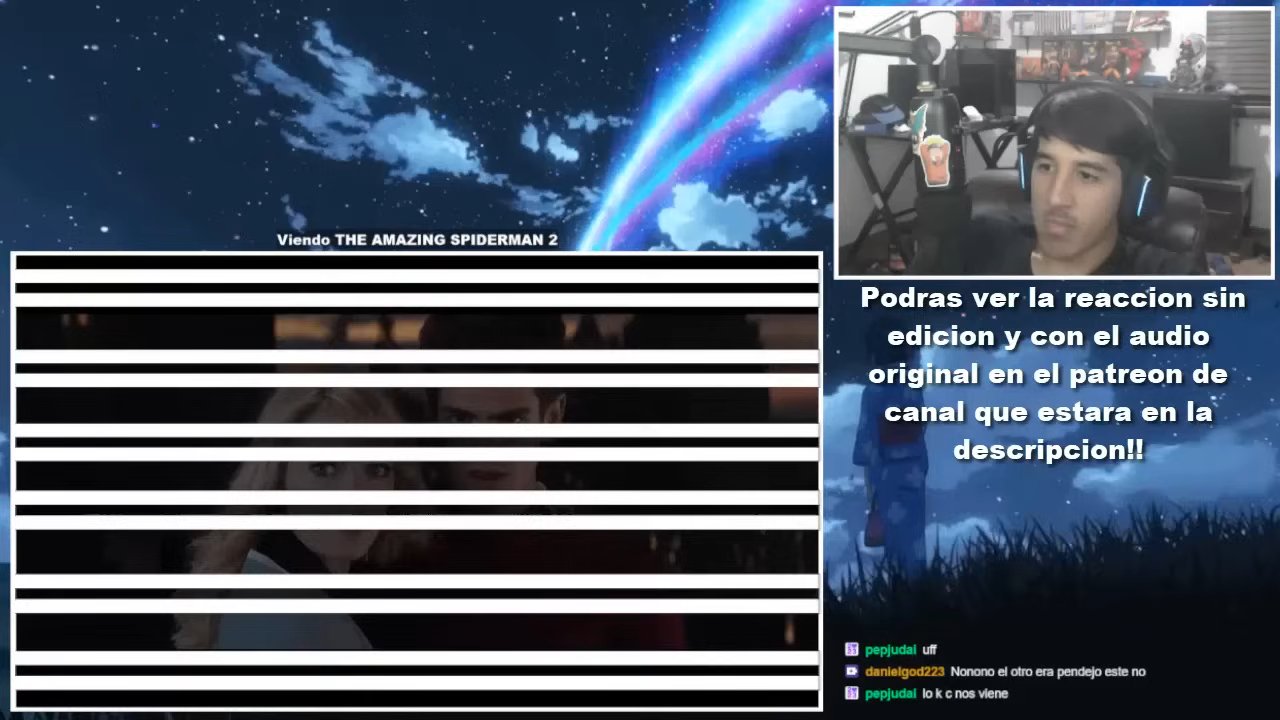 Viendo THE AMAZING SPIDERMAN 2
Podras ver la reaccion sin
edicion y con el audio
original en el patreon de
canal que estara en la
descripcion!!
pepjudal uff
danielgod223 Nonono el otro era pendejo este no
pepjudal lo k c nos viene